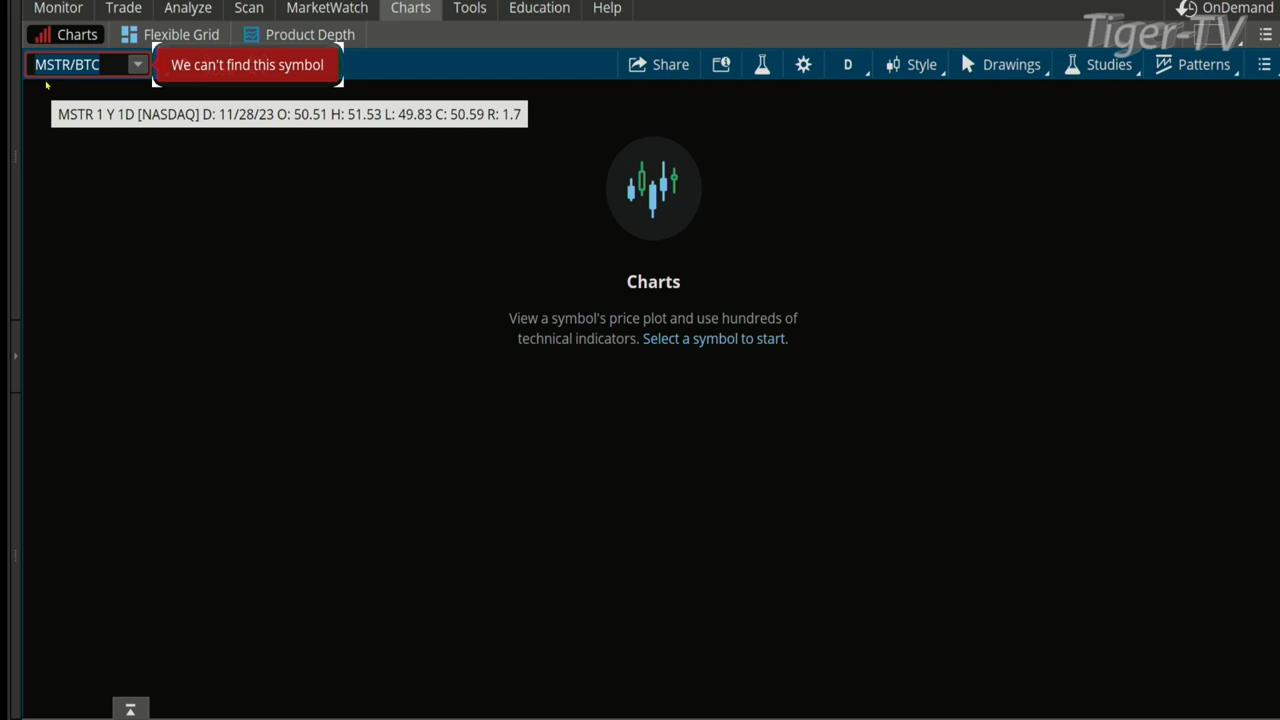 Monitor Trade Analyze Scan MarketWatch Charts Tools Education Help OnDemand
Tiger-TV
Charts Flexible Grid Product Depth
MSTR/BTC We can't find this symbol Share D Style Drawings Studies Patterns
MSTR 1 Y 1D [NASDAQ] D: 11/28/23 O: 50.51 H: 51.53 L: 49.83 C: 50.59 R: 1.7
Charts
View a symbol's price plot and use hundreds of
technical indicators. Select a symbol to start.